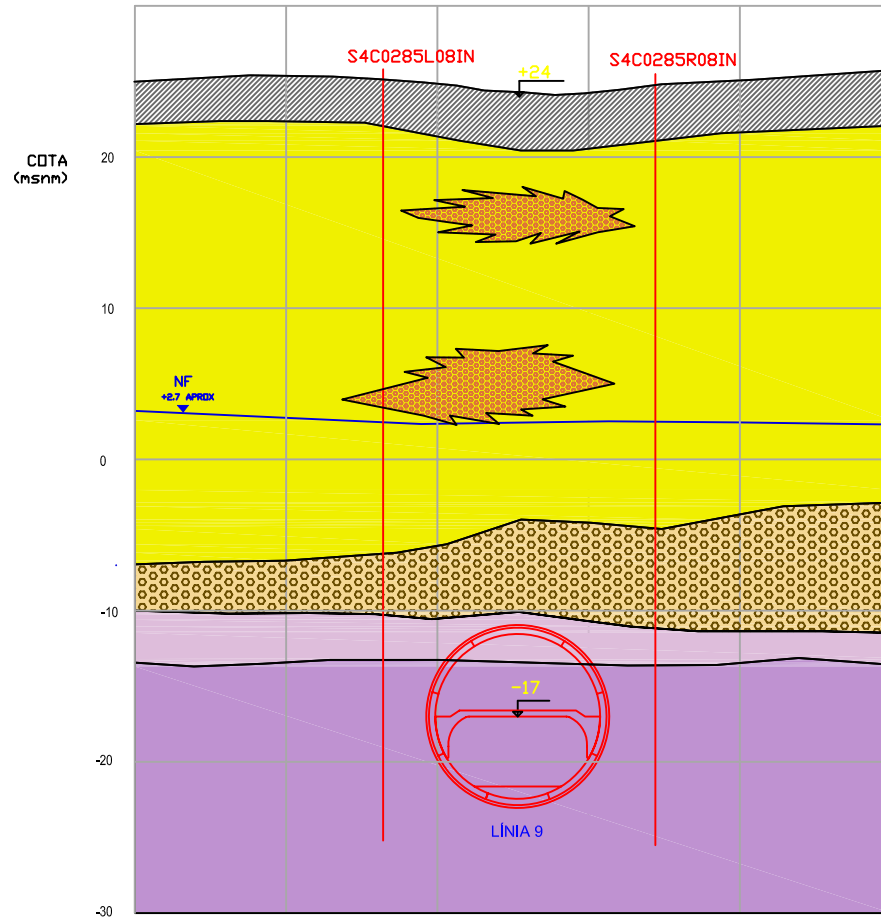 S4C0285L08IN
S4C0285R08IN
+24
COTA
(msnm)
20
10
NF
+2.7 APROX
0
-10
-17
-20
LÍNIA 9
-30